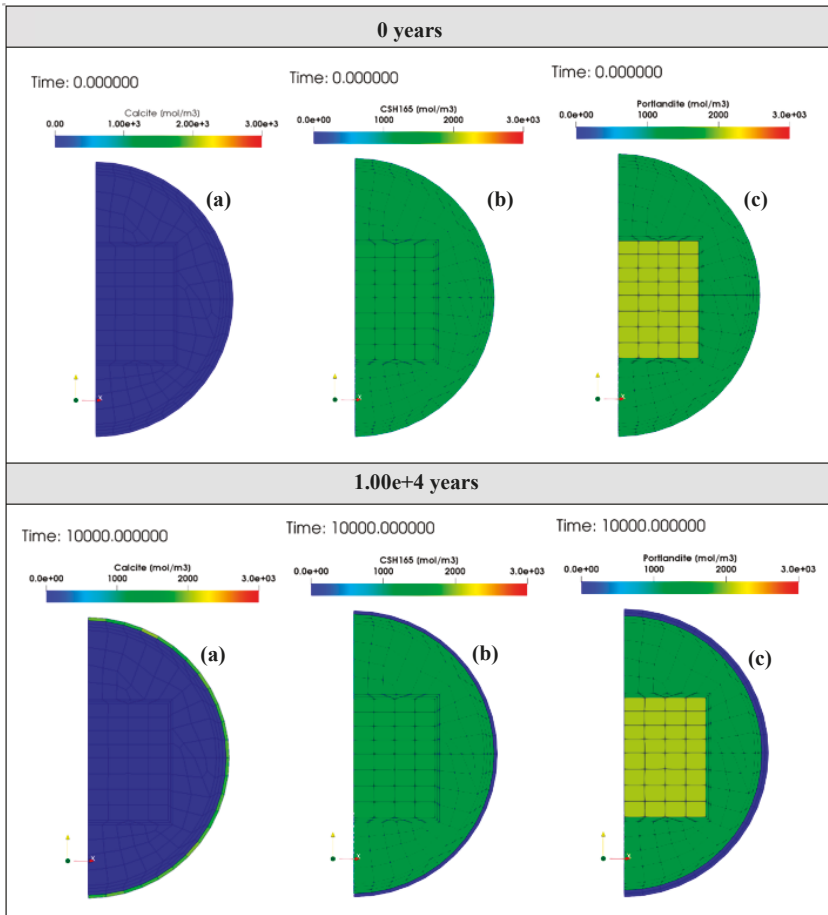 0 years
Time: 0.000000
Calcite (mol/m3)
0.00 1.00e+3 2.00e+3 3.00e+3
(a)
X
Time: 0.000000
CSH165 (mol/m3)
0.0e+00 1000 2000 3.0e+03
(b)
X
Time: 0.000000
Portlandite (mol/m3)
0.0e+00 1000 2000 3.0e+03
(c)
X
1.00e+4 years
Time: 10000.000000
Calcite (mol/m3)
0.0e+00 1000 2000 3.0e+03
(a)
X
Time: 10000.000000
CSH165 (mol/m3)
0.0e+00 1000 2000 3.0e+03
(b)
X
Time: 10000.000000
Portlandite (mol/m3)
0.0e+00 1000 2000 3.0e+03
(c)
X